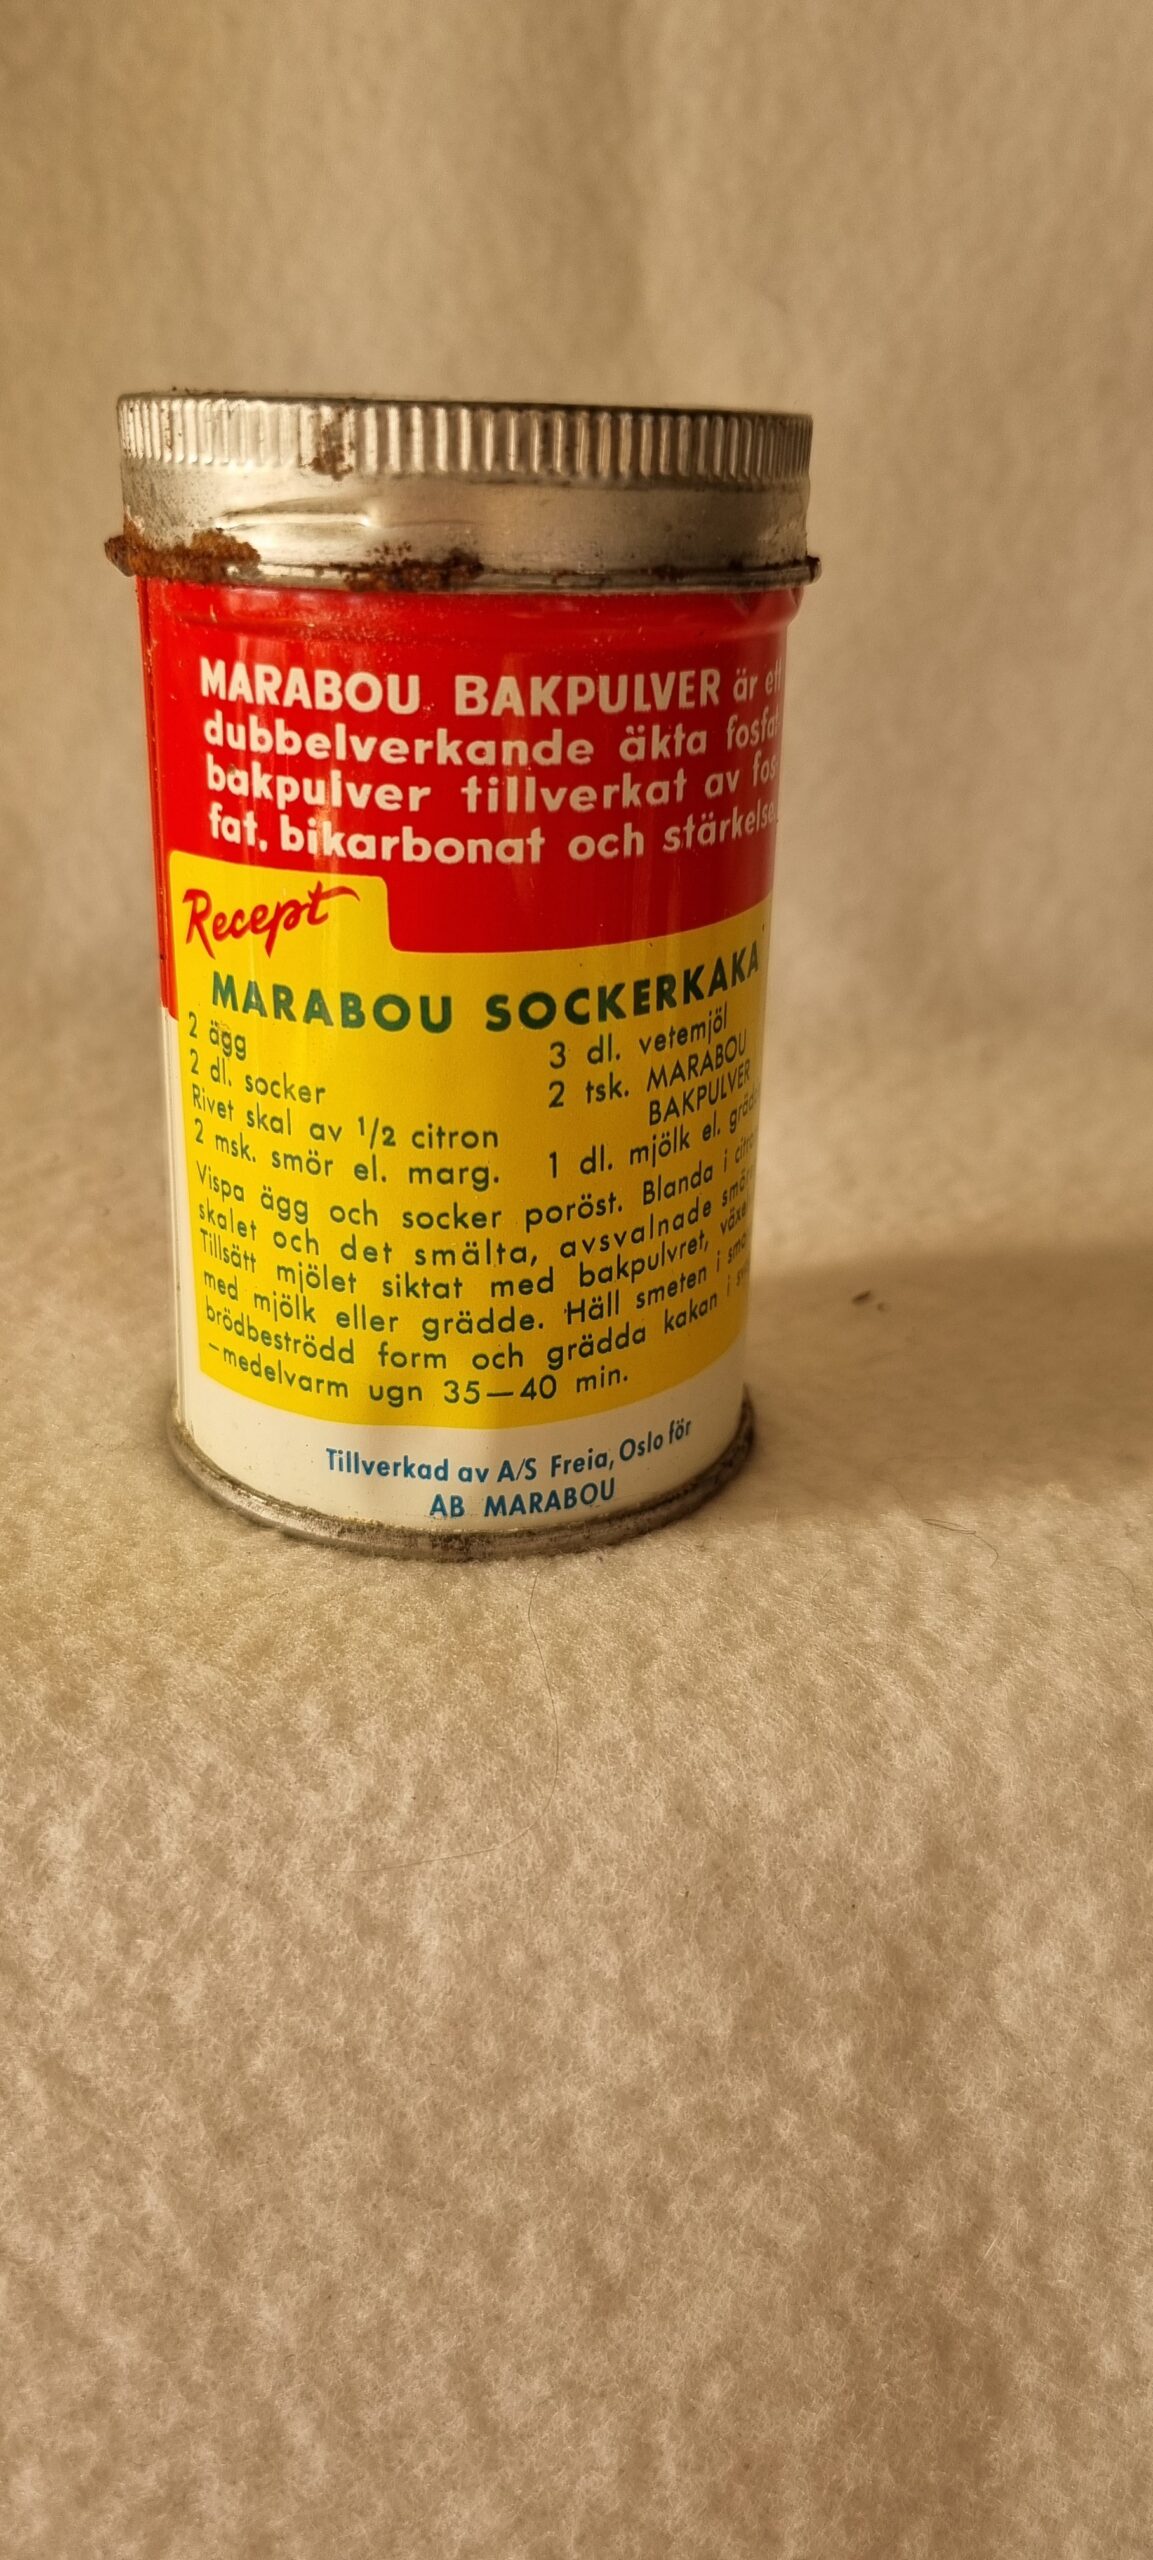 MARABOU BAKPULVER är ett
dubbelverkande äkta fosfat
bakpulver tillverkat av fos-
fat, bikarbonat och stärkelse.
Recept
MARABOU SOCKERKAKA
2 ägg
2 dl. socker
Rivet skal av 1/2 citron
2 msk. smör el. marg.
3 dl. vetemjöl
2 tsk. MARABOU
BAKPULVER
1 dl. mjölk el.
Vispa ägg och socker poröst. Blanda i
skalet och det smälta, avsvalnade
Tillsätt mjölet siktat med bakpulvret,
med mjölk eller grädde. Häll smeten i
brödbeströdd form och grädda kakan i
–medelvarm ugn 35—40 min.
Tillverkad av A/S Freia, Oslo för
AB MARABOU